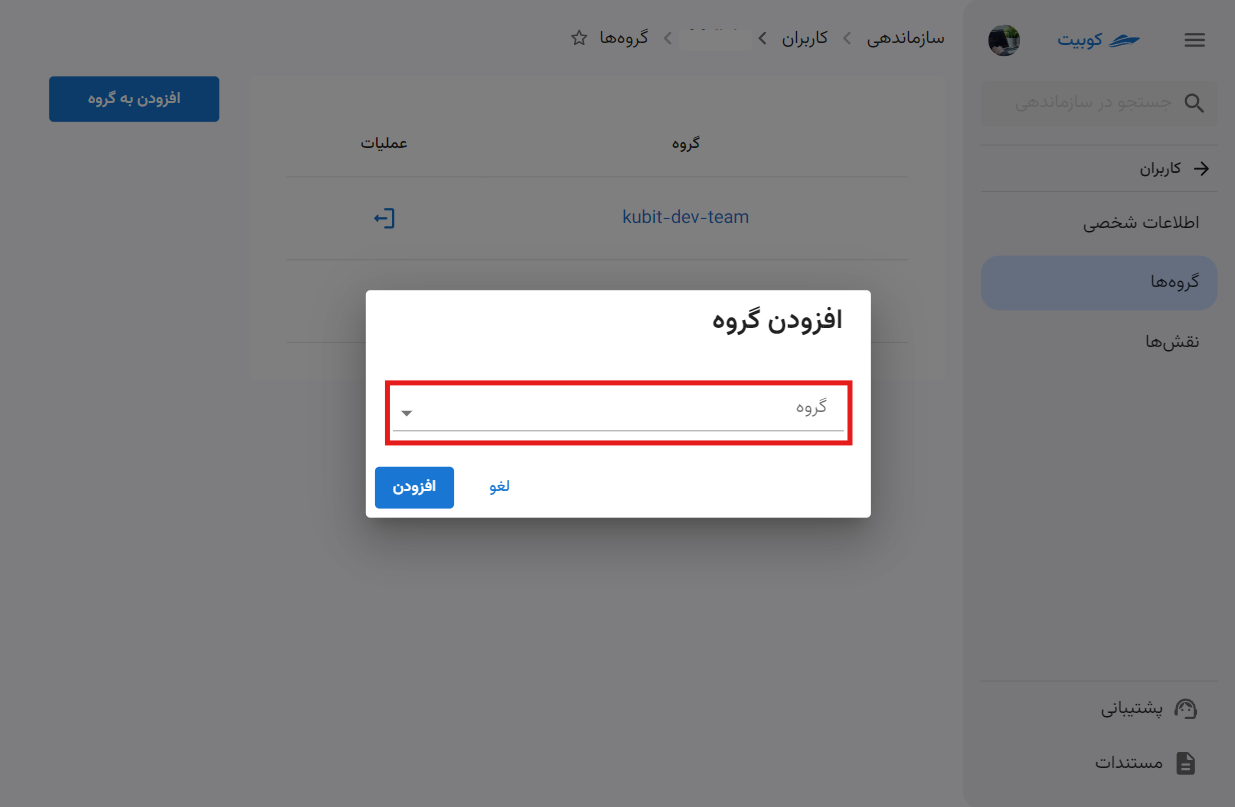 کوبیت
جستجو در سازماندهی
کاربران
اطلاعات شخصی
گروه‌ها
نقش‌ها
پشتیبانی
مستندات
سازماندهی
کاربران
گروه‌ها
افزودن به گروه
گروه عملیات
kubit-dev-team
افزودن گروه
گروه
لغو افزودن